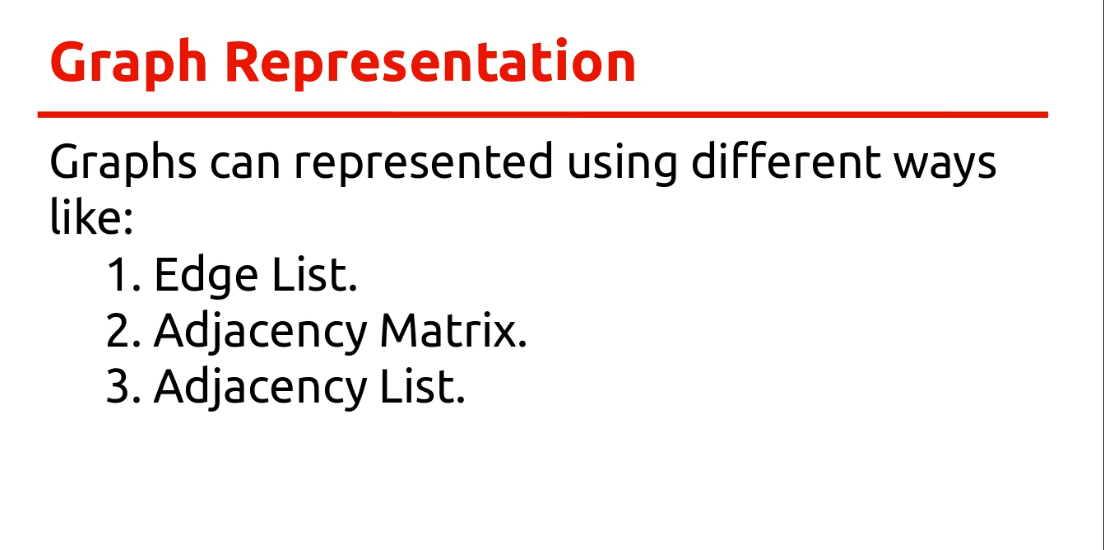 Graph Representation
Graphs can represented using different ways
like:
1. Edge List.
2. Adjacency Matrix.
3. Adjacency List.